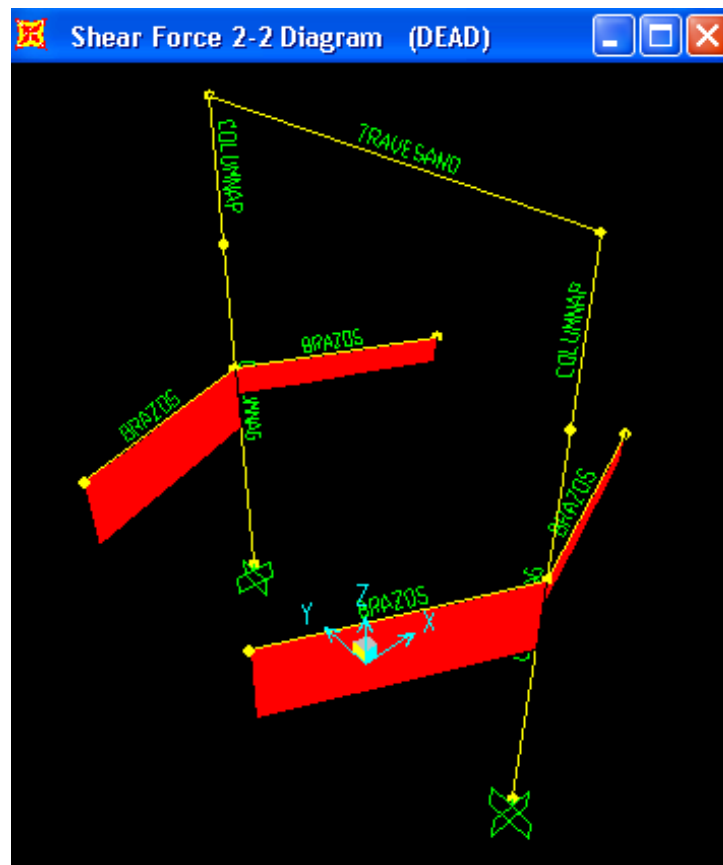 Shear Force 2-2 Diagram (DEAD)
COLUMNAP
TRAVESANO
COLUMNAP
BRAZOS
BRAZOS
BRAZOS
BRAZOS
Z
Y
X